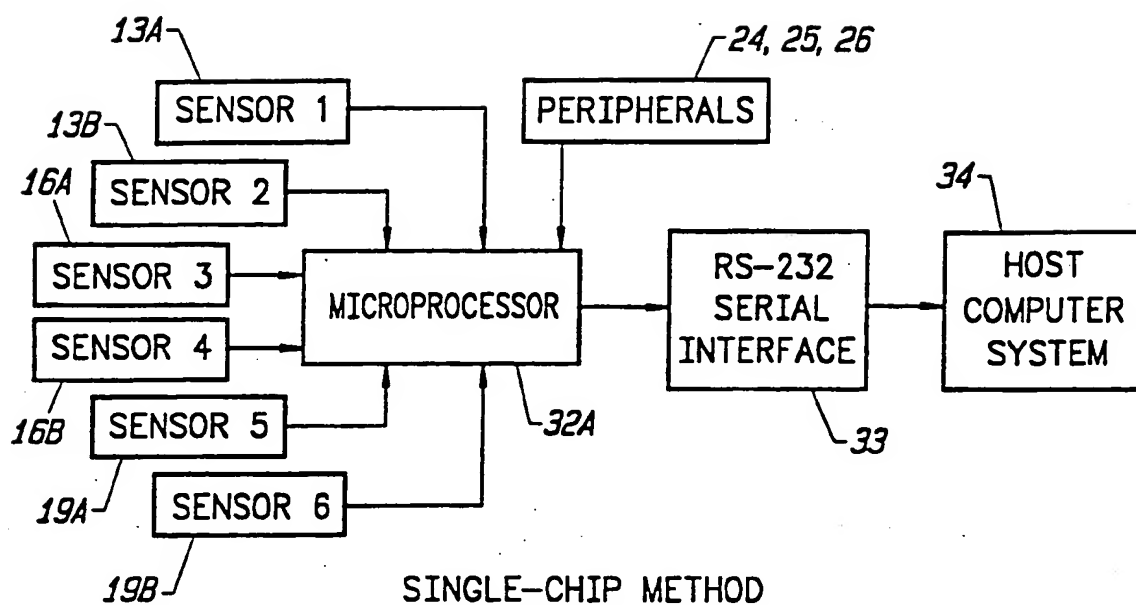 13A
24, 25, 26
SENSOR 1
PERIPHERALS
13B
SENSOR 2
16A
34
SENSOR 3
MICROPROCESSOR
RS-232
SERIAL
INTERFACE
HOST
COMPUTER
SYSTEM
SENSOR 4
16B
SENSOR 5
32A
33
19A
SENSOR 6
19B
SINGLE-CHIP METHOD